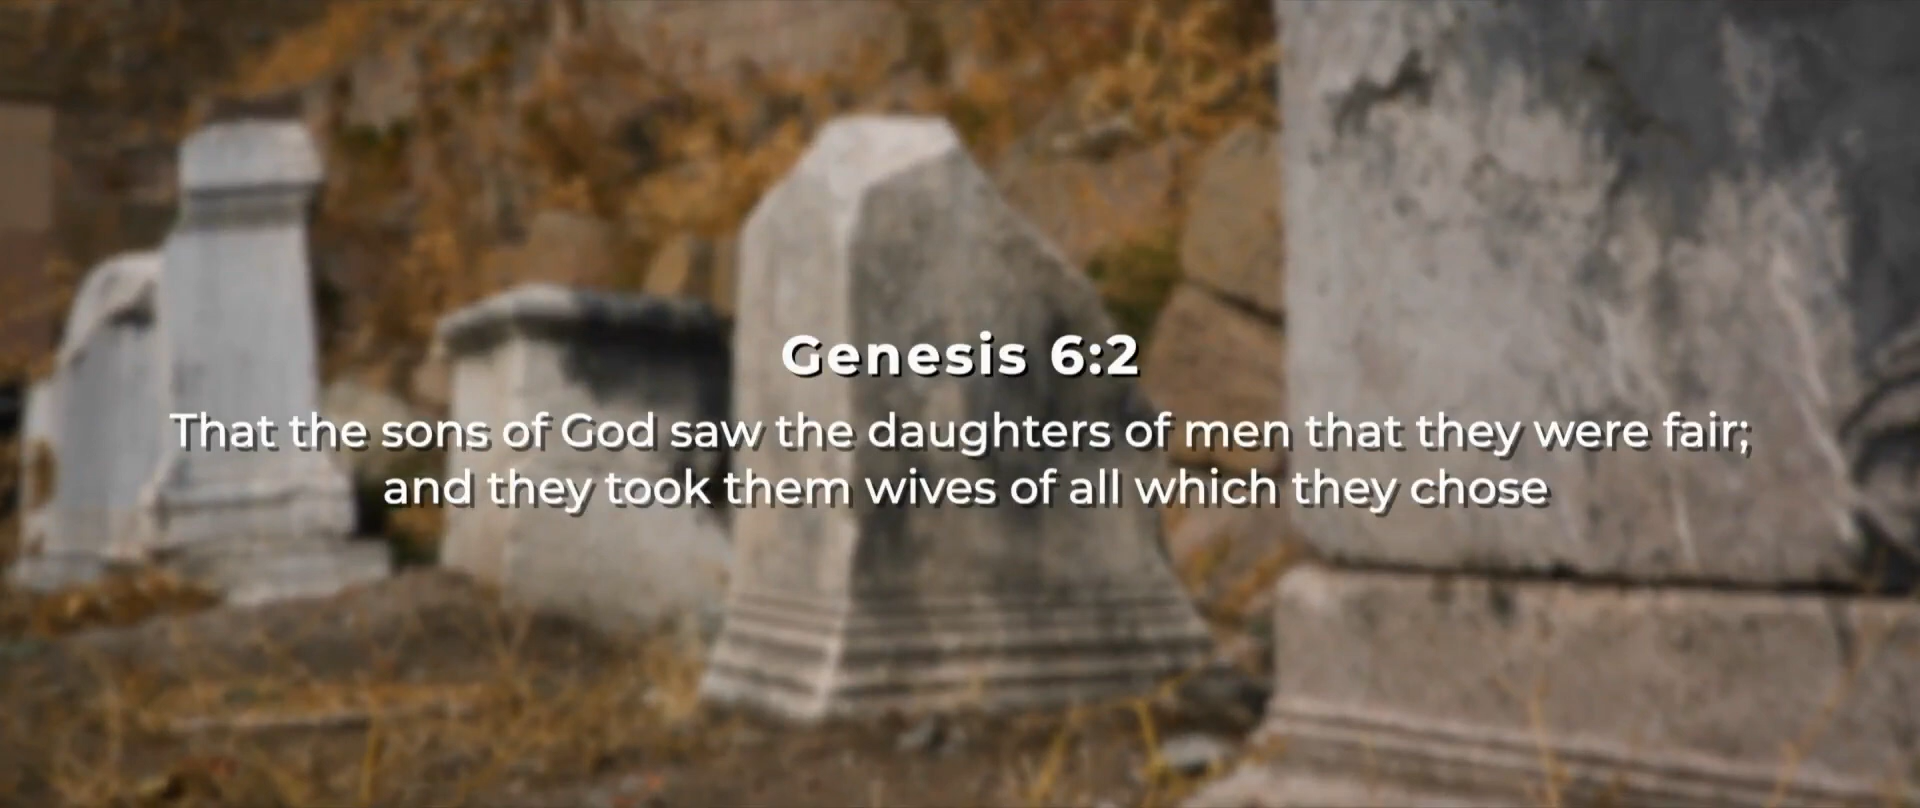 Genesis 6:2
That the sons of God saw the daughters of men that they were fair;
and they took them wives of all which they chose